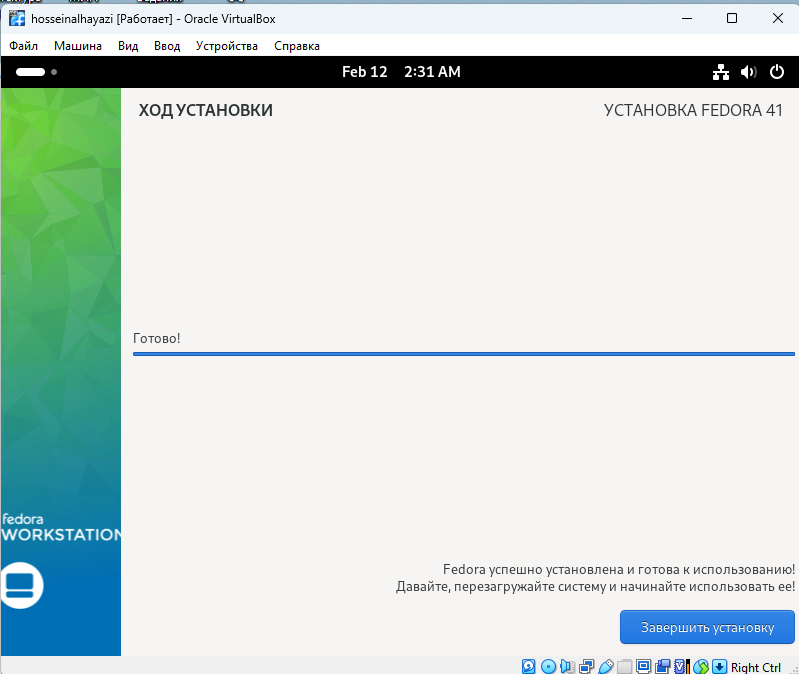 hosseinalhayazi [Работает] - Oracle VirtualBox
Файл Машина Вид Ввод Устройства Справка
Feb 12 2:31 AM
ХОД УСТАНОВКИ
УСТАНОВКА FEDORA 41
Готово!
fedora
WORKSTATION
Fedora успешно установлена и готова к использованию!
Давайте, перезагружайте систему и начинайте использовать ее!
Завершить установку
Right Ctrl